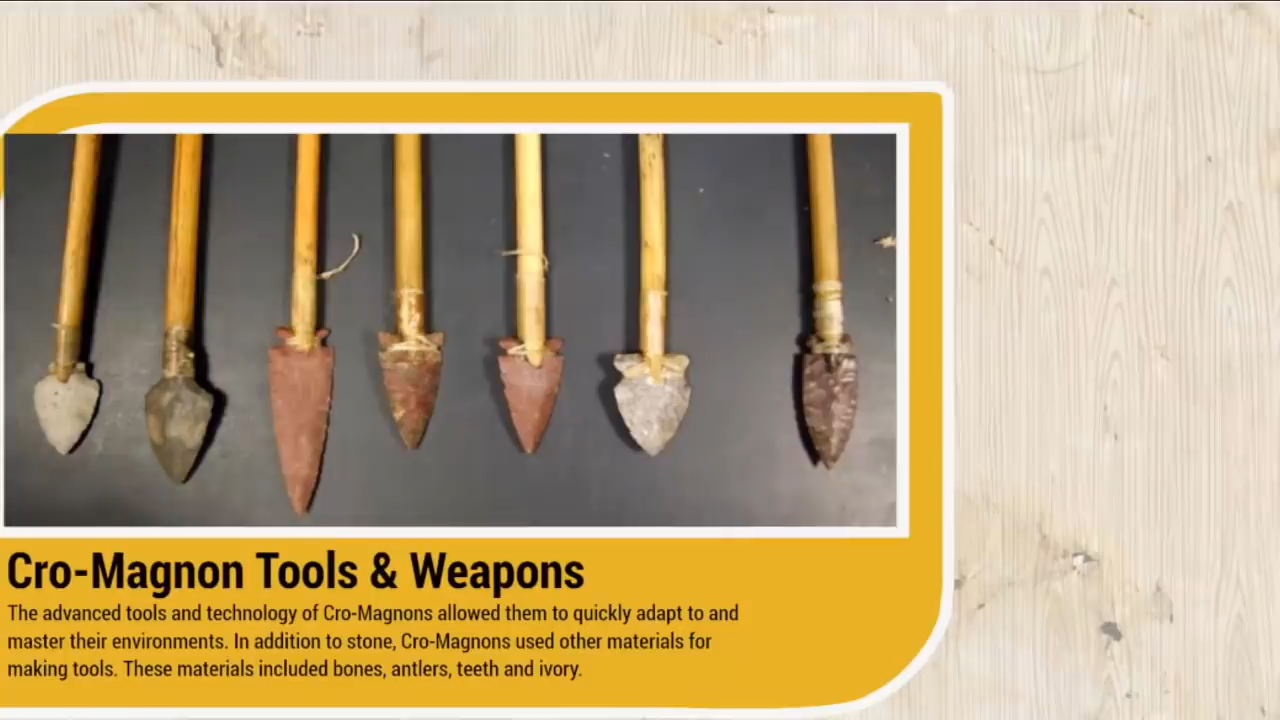 Cro-Magnon Tools & Weapons
The advanced tools and technology of Cro-Magnons allowed them to quickly adapt to and
master their environments. In addition to stone, Cro-Magnons used other materials for
making tools. These materials included bones, antlers, teeth and ivory.